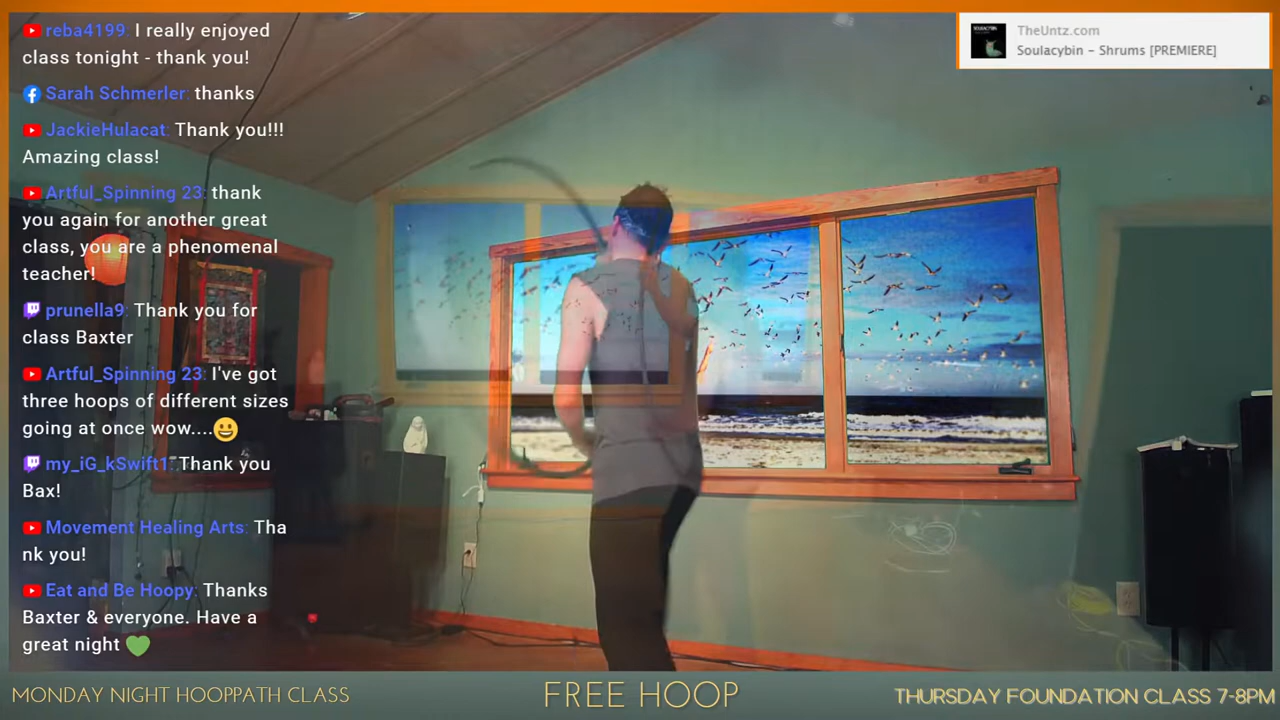 reba4199: I really enjoyed
class tonight - thank you!
Sarah Schmerler: thanks
JackieHulacat: Thank you!!!
Amazing class!
Artful_Spinning 23: thank
you again for another great
class, you are a phenomenal
teacher!
prunella9: Thank you for
class Baxter
Artful_Spinning 23: I've got
three hoops of different sizes
going at once wow....😀
my_iG_kSwift1: Thank you
Bax!
Movement Healing Arts: Tha
nk you!
Eat and Be Hoopy: Thanks
Baxter & everyone. Have a
great night 💚
TheUntz.com
Soulacybin – Shrums [PREMIERE]
MONDAY NIGHT HOOPPATH CLASS
FREE HOOP
THURSDAY FOUNDATION CLASS 7-8PM